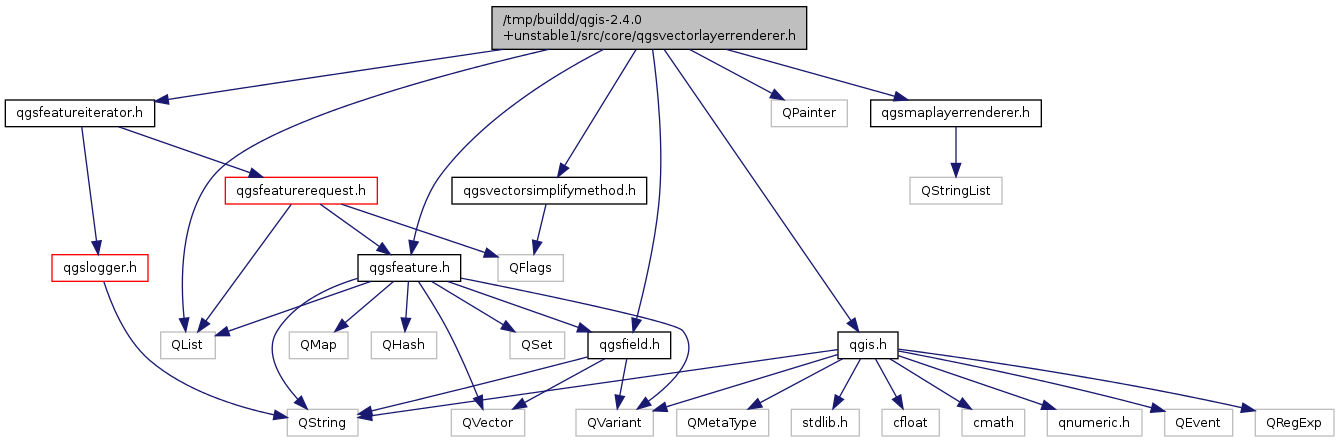 /tmp/buildd/qgis-2.4.0
+unstable1/src/core/qgsvectorlayerrenderer.h
qgsfeatureiterator.h
QPainter
qgsmaplayerrenderer.h
qgsfeaturerequest.h
qgsvectorsimplifymethod.h
QStringList
qgslogger.h
qgsfeature.h
QFlags
QList
QMap
QHash
QSet
qgsfield.h
qgis.h
QString
QVector
QVariant
QMetaType
stdlib.h
cfloat
cmath
qnumeric.h
QEvent
QRegExp